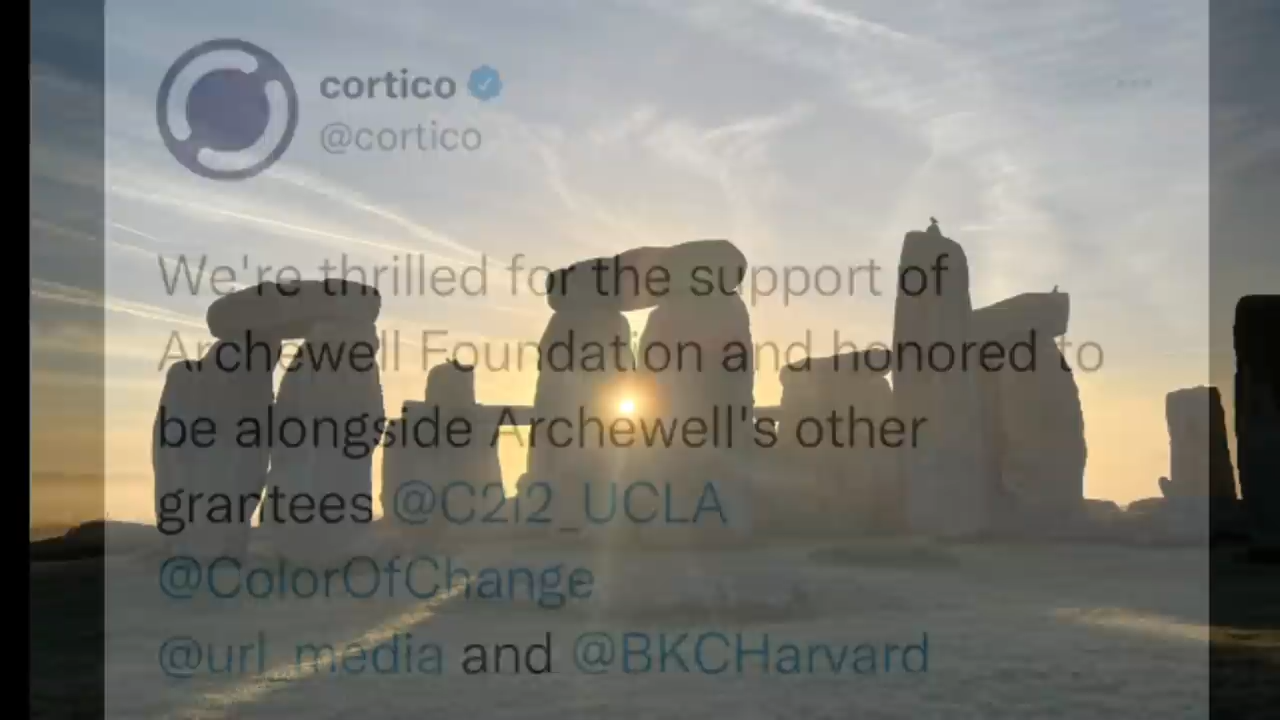 cortico
@cortico
We're thrilled for the support of
Archewell Foundation and honored to
be alongside Archewell's other
grantees @C2i2_UCLA
@ColorOfChange
@url_media and @BKCHarvard